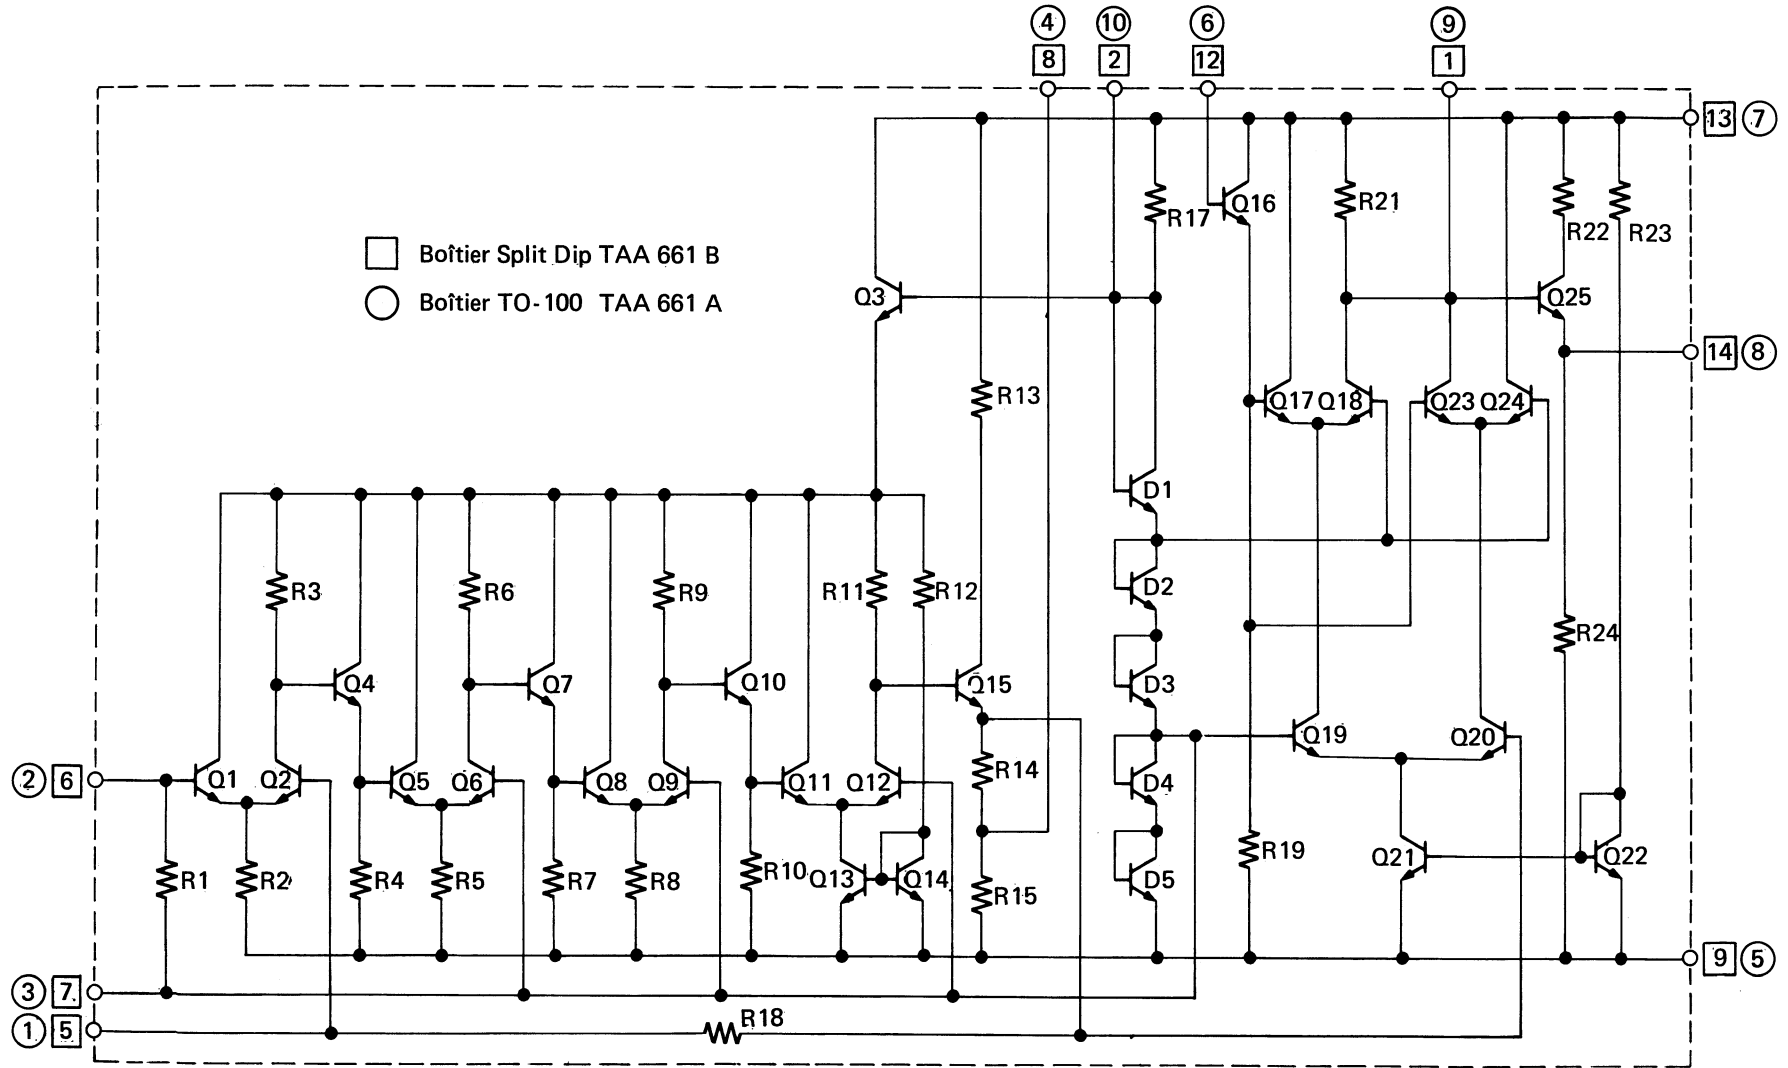 4 10 6 9
8 2 12 1
13 7
R17 Q16 R21 R22 R23
Boîtier Split Dip TAA 661 B
Boîtier TO-100 TAA 661 A
Q3 Q25
14 8
R13 Q17 Q18 Q23 Q24
D1
R3 R6 R9 R11 R12 D2
R24
Q4 Q7 Q10 Q15 D3
Q19 Q20
2 6 Q1 Q2 Q5 Q6 Q8 Q9 Q11 Q12 R14 D4
R19 Q21 Q22
R1 R2 R4 R5 R7 R8 R10 Q13 Q14 R15 D5
9 5
3 7
1 5 R18